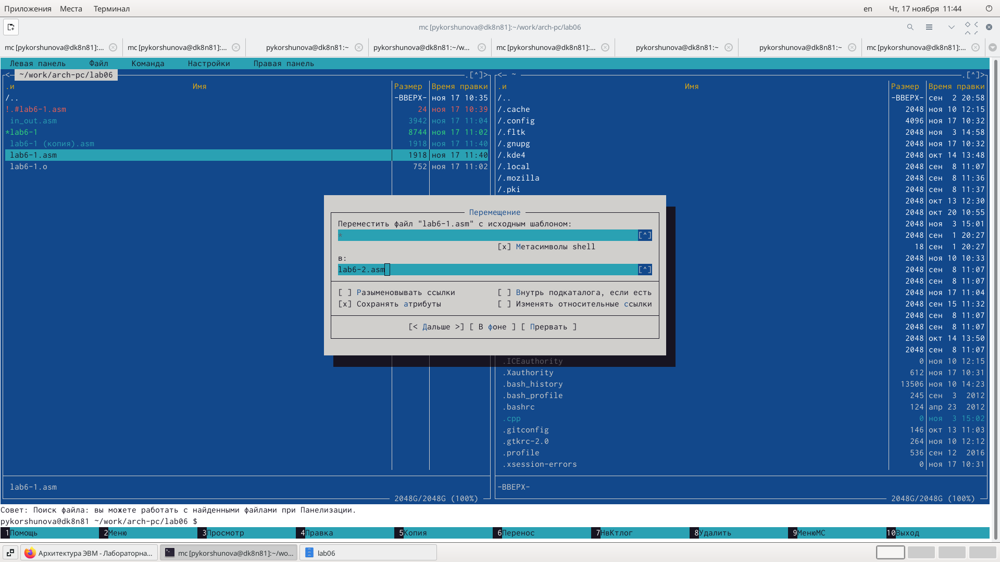 Приложения Места Терминал en Чт, 17 ноября 11:44
mc [pykorshunova@dk8n81]:~/work/arch-pc/lab06
mc [pykorshunova@dk8n81]:... mc [pykorshunova@dk8n81]:... pykorshunova@dk8n81:~ pykorshunova@dk8n81:~/w... mc [pykorshunova@dk8n81]:... pykorshunova@dk8n81:~ pykorshunova@dk8n81:~ mc [pykorshunova@dk8n81]:...
Левая панель Файл Команда Настройки Правая панель
<─ ~/work/arch-pc/lab06 .[^]>
.и Имя Размер Время правки
/.. -ВВЕРХ- ноя 17 10:35
!.#lab6-1.asm 24 ноя 17 10:39
in_out.asm 3942 ноя 17 11:04
*lab6-1 8744 ноя 17 11:02
lab6-1 (копия).asm 1918 ноя 17 11:40
lab6-1.asm 1918 ноя 17 11:40
lab6-1.o 752 ноя 17 11:02
lab6-1.asm
2048G/2048G (100%)
<─ ~ .[^]>
.и Имя Размер Время правки
/.. -ВВЕРХ- сен 2 20:58
/.cache 2048 ноя 10 12:15
/.config 4096 ноя 17 10:32
/.fltk 2048 ноя 3 14:58
/.gnupg 2048 ноя 17 10:32
/.kde4 2048 окт 14 13:48
/.local 2048 сен 8 11:07
/.mozilla 2048 сен 8 11:36
/.pki 2048 сен 8 11:37
2048 окт 13 12:30
2048 окт 20 10:55
2048 ноя 3 15:01
2048 сен 1 20:27
18 сен 1 20:27
2048 ноя 10 10:33
2048 сен 8 11:07
2048 сен 8 11:07
2048 ноя 17 11:04
2048 сен 15 11:32
2048 сен 8 11:07
2048 сен 8 11:07
2048 окт 14 13:50
2048 сен 8 11:07
.ICEauthority 0 ноя 10 12:15
.Xauthority 612 ноя 17 10:31
.bash_history 13506 ноя 10 14:23
.bash_profile 245 сен 3 2012
.bashrc 124 апр 23 2012
.cpp 0 ноя 3 15:02
.gitconfig 146 окт 13 11:03
.gtkrc-2.0 264 ноя 10 12:12
.profile 536 сен 12 2016
.xsession-errors 0 ноя 17 10:31
-ВВЕРХ-
2048G/2048G (100%)
Перемещение
Переместить файл "lab6-1.asm" с исходным шаблоном:
* [^]
[x] Метасимволы shell
в:
lab6-2.asm [^]
[ ] Разыменовывать ссылки [ ] Внутрь подкаталога, если есть
[x] Сохранять атрибуты [ ] Изменять относительные ссылки
[< Дальше >] [ В фоне ] [ Прервать ]
Совет: Поиск файла: вы можете работать с найденными файлами при Панелизации.
pykorshunova@dk8n81 ~/work/arch-pc/lab06 $
1Помощь 2Меню 3Просмотр 4Правка 5Копия 6Перенос 7НвКтлог 8Удалить 9МенюMC 10Выход
Архитектура ЭВМ - Лабораторна... mc [pykorshunova@dk8n81]:~/wo... lab06